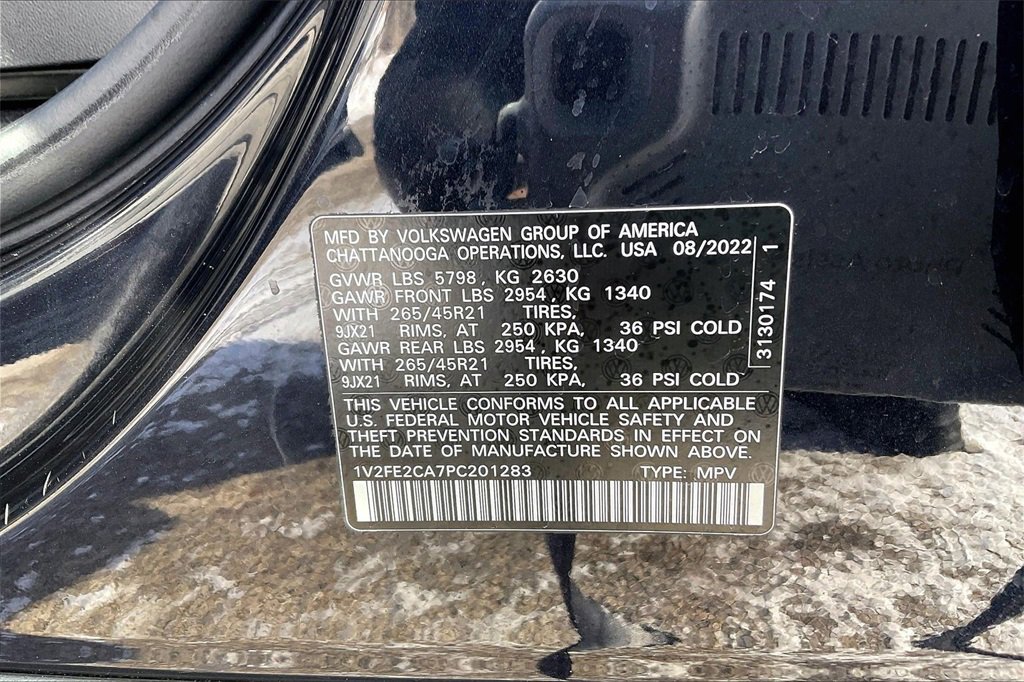 MFD BY VOLKSWAGEN GROUP OF AMERICA
CHATTANOOGA OPERATIONS, LLC. USA 08/2022
GVWR LBS 5798, KG 2630
GAWR FRONT LBS 2954, KG 1340
WITH 265/45R21 TIRES,
9JX21 RIMS, AT 250 KPA, 36 PSI COLD
GAWR REAR LBS 2954, KG 1340
WITH 265/45R21 TIRES,
9JX21 RIMS, AT 250 KPA, 36 PSI COLD
THIS VEHICLE CONFORMS TO ALL APPLICABLE
U.S. FEDERAL MOTOR VEHICLE SAFETY AND
THEFT PREVENTION STANDARDS IN EFFECT ON
THE DATE OF MANUFACTURE SHOWN ABOVE.
1V2FE2CA7PC201283 TYPE: MPV
3130174 1